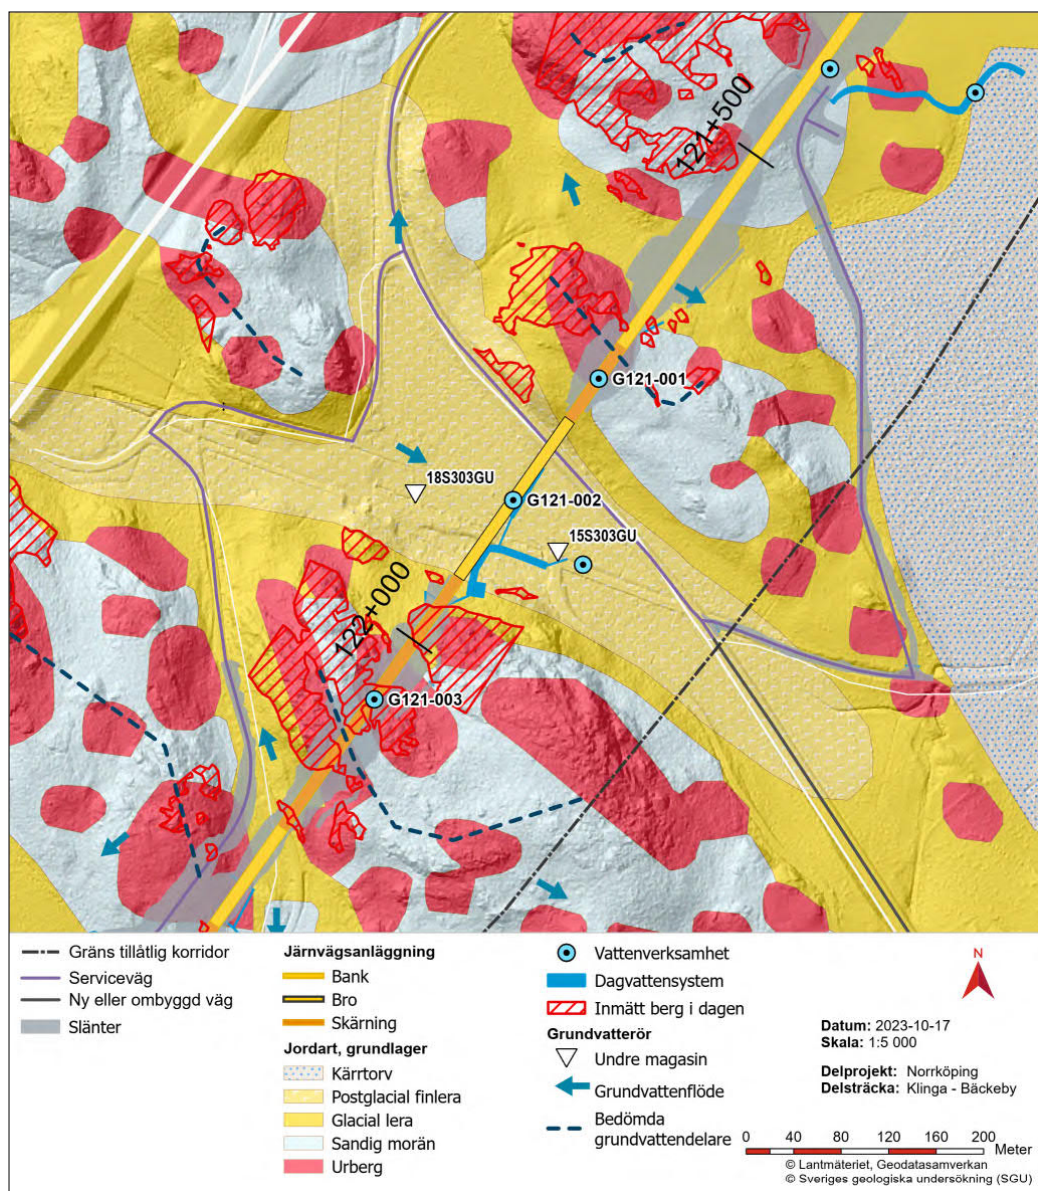 121+500
G121-001
18S303GU
G121-002
15S303GU
122+000
G121-003
Gräns tillåtlig korridor
Serviceväg
Ny eller ombyggd väg
Slänter
Järnvägsanläggning
Bank
Bro
Skärning
Jordart, grundlager
Kärrtorv
Postglacial finlera
Glacial lera
Sandig morän
Urberg
Vattenverksamhet
Dagvattensystem
Inmätt berg i dagen
Grundvatterör
Undre magasin
Grundvattenflöde
Bedömda
grundvattendelare
N
Datum: 2023-10-17
Skala: 1:5 000
Delprojekt: Norrköping
Delsträcka: Klinga - Bäckeby
0 40 80 120 160 200
Meter
© Lantmäteriet, Geodatasamverkan
© Sveriges geologiska undersökning (SGU)